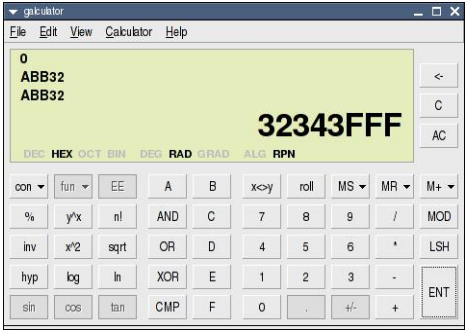 galculator
File Edit View Calculator Help
0
ABB32
ABB32
32343FFF
DEC HEX OCT BIN DEG RAD GRAD ALG RPN
<-
C
AC
con fun EE A B x<>y roll MS MR M+
% y^x n! AND C 7 8 9 / MOD
inv x^2 sqrt OR D 4 5 6 * LSH
hyp log ln XOR E 1 2 3 - ENT
sin cos tan CMP F 0 . +/- +